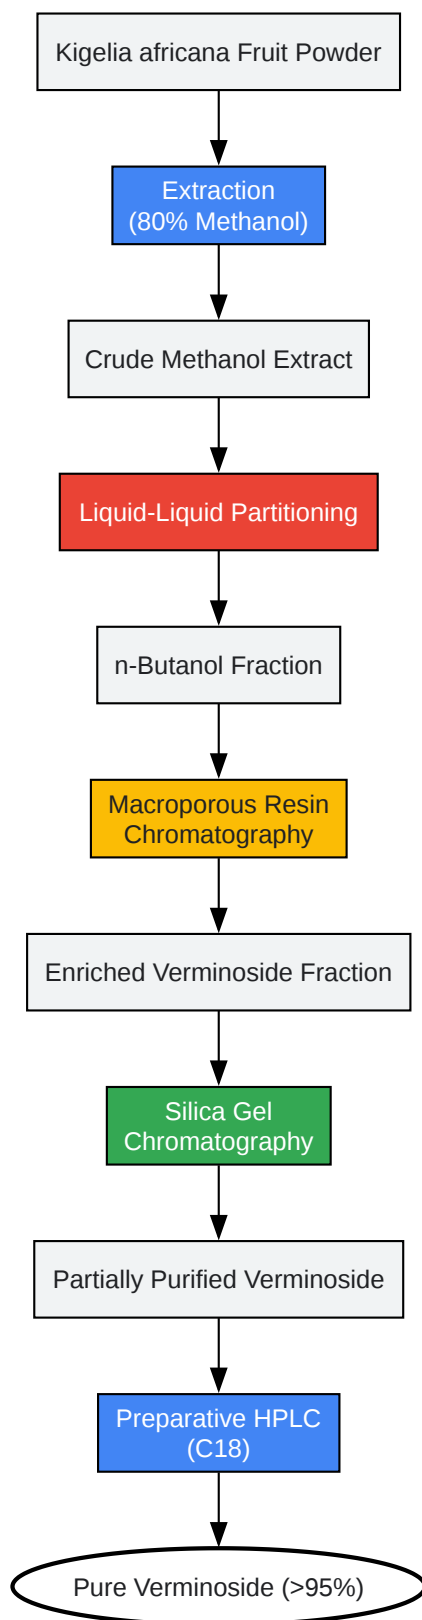 Kigelia africana Fruit Powder
Extraction
(80% Methanol)
Crude Methanol Extract
Liquid-Liquid Partitioning
n-Butanol Fraction
Macroporous Resin
Chromatography
Enriched Verminoside Fraction
Silica Gel
Chromatography
Partially Purified Verminoside
Preparative HPLC
(C18)
Pure Verminoside (>95%)